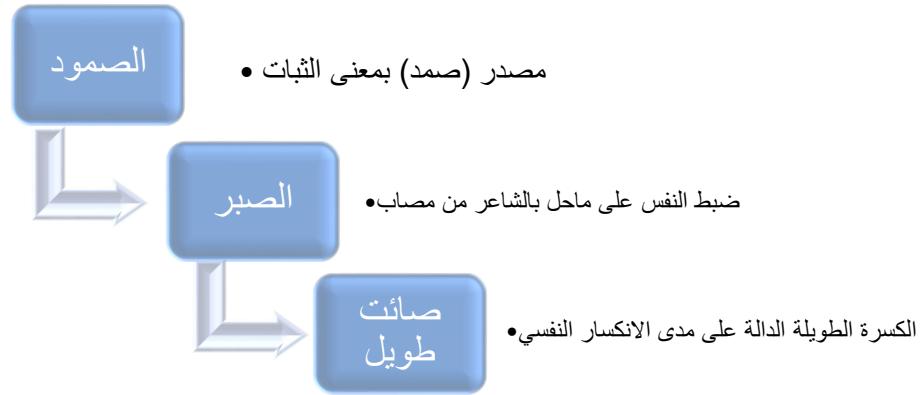 الصمود
مصدر (صمد) بمعنى الثبات •
الصبر
ضبط النفس على ماحل بالشاعر من مصاب•
صائت
طويل
الكسرة الطويلة الدالة على مدى الانكسار النفسي•